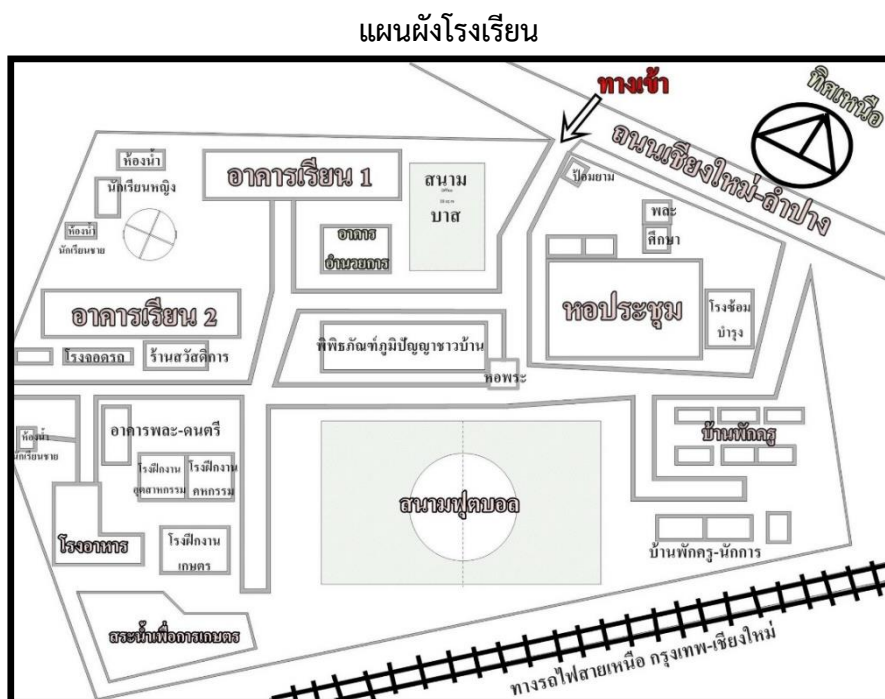 แผนผังโรงเรียน
ทางเข้า
ทิศเหนือ
ถนนเชียงใหม่-ลำปาง
ห้องน้ำ
นักเรียนหญิง
อาคารเรียน 1
สนาม
บาส
ป้อมยาม
พละ
ศึกษา
ห้องน้ำ
นักเรียนชาย
อาคาร
อำนวยการ
อาคารเรียน 2
หอประชุม
โรงซ่อม
บำรุง
โรงจอดรถ
ร้านสวัสดิการ
พิพิธภัณฑ์ภูมิปัญญาชาวบ้าน
หอพระ
ห้องน้ำ
นักเรียนชาย
อาคารพละ-ดนตรี
บ้านพักครู
โรงฝึกงาน
อุตสาหกรรม
โรงฝึกงาน
คหกรรม
สนามฟุตบอล
โรงอาหาร
โรงฝึกงาน
เกษตร
บ้านพักครู-นักการ
สระน้ำเพื่อการเกษตร
ทางรถไฟสายเหนือ กรุงเทพ-เชียงใหม่